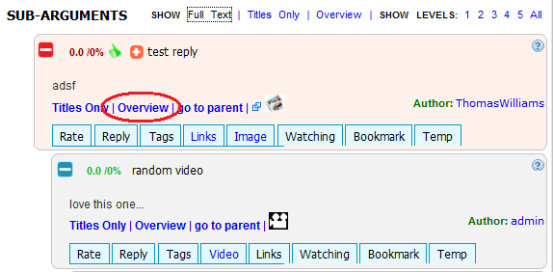 SUB-ARGUMENTS SHOW Full Text | Titles Only | Overview | SHOW LEVELS: 1 2 3 4 5 All
0.0 /0% test reply
adsf
Titles Only | Overview | go to parent |
Author: ThomasWilliams
Rate Reply Tags Links Image Watching Bookmark Temp
0.0 /0% random video
love this one...
Titles Only | Overview | go to parent |
Author: admin
Rate Reply Tags Video Links Watching Bookmark Temp